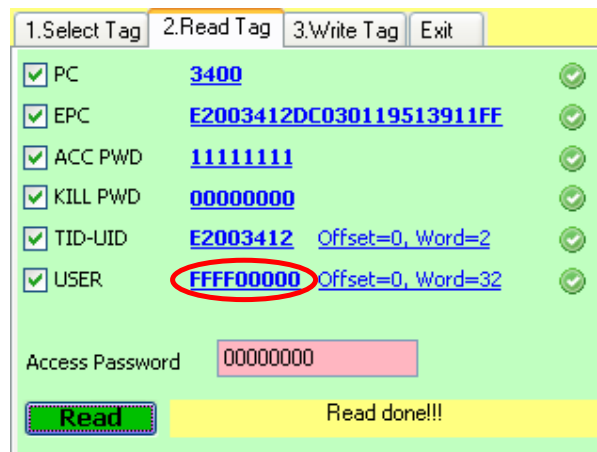 1.Select Tag 2.Read Tag 3.Write Tag Exit
PC 3400
EPC E2003412DC030119513911FF
ACC PWD 11111111
KILL PWD 00000000
TID-UID E2003412 Offset=0, Word=2
USER FFFF00000 Offset=0, Word=32
Access Password 00000000
Read Read done!!!